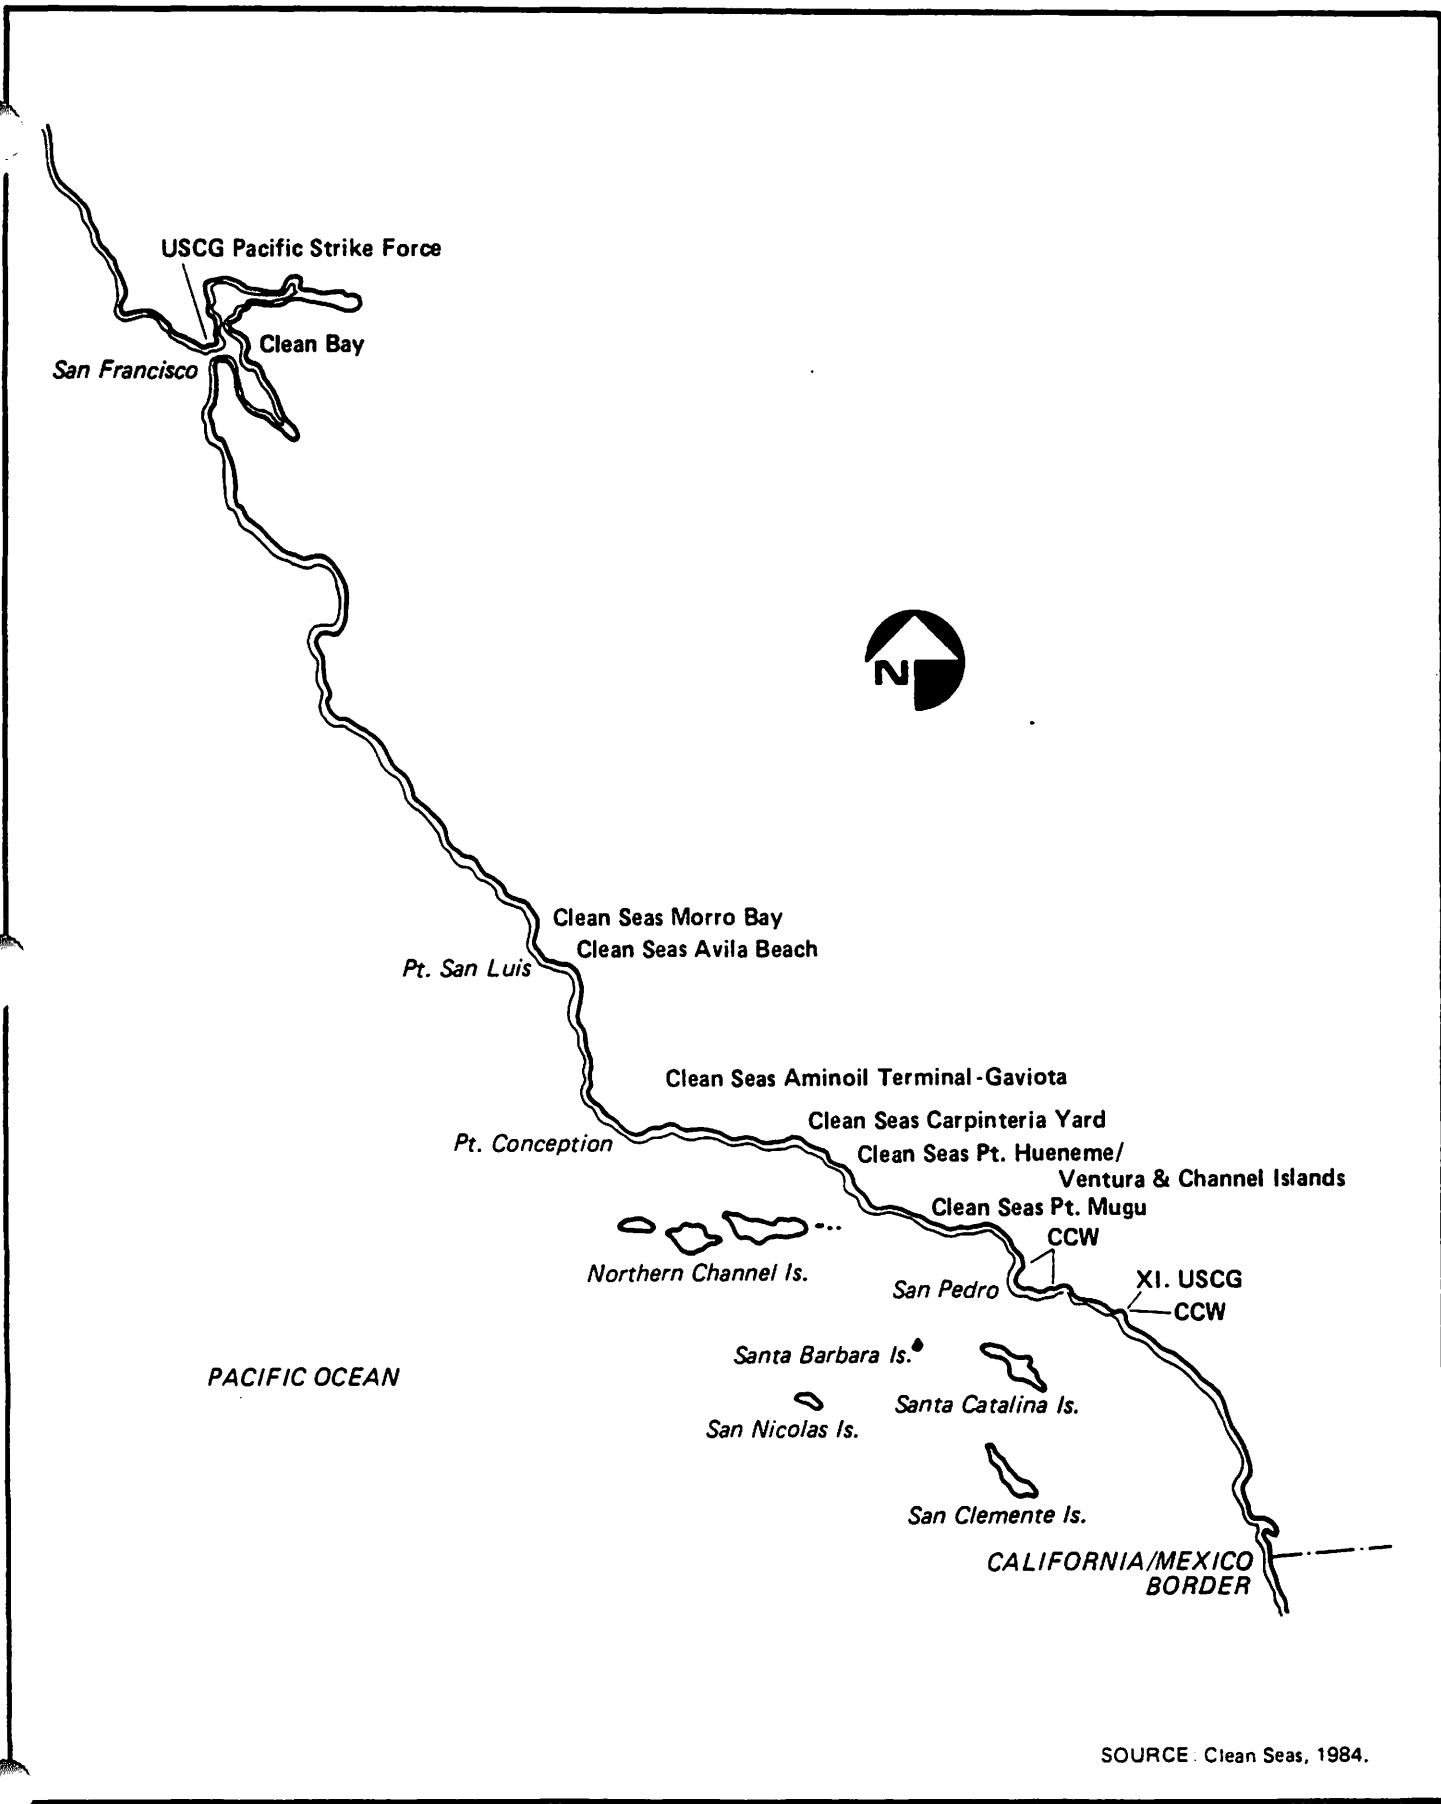 USCG Pacific Strike Force
Clean Bay
San Francisco
N
Clean Seas Morro Bay
Clean Seas Avila Beach
Pt. San Luis
Clean Seas Aminoil Terminal-Gaviota
Clean Seas Carpinteria Yard
Pt. Conception
Clean Seas Pt. Hueneme/
Ventura & Channel Islands
Clean Seas Pt. Mugu
CCW
Northern Channel Is.
San Pedro
XI. USCG
CCW
Santa Barbara Is.
PACIFIC OCEAN
Santa Catalina Is.
San Nicolas Is.
San Clemente Is.
CALIFORNIA/MEXICO
BORDER
SOURCE: Clean Seas, 1984.